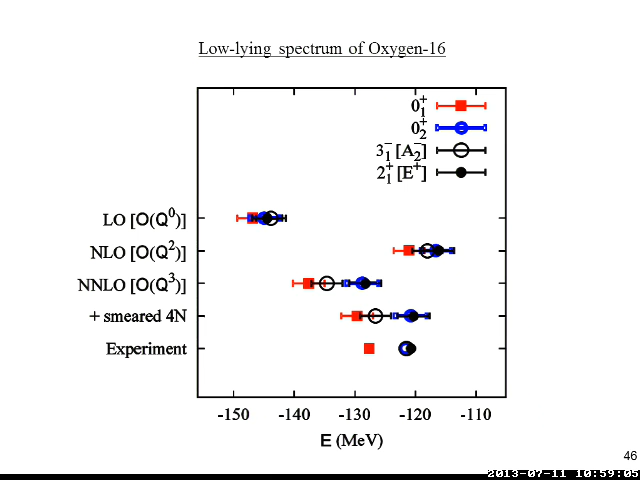 Low-lying spectrum of Oxygen-16
0₁⁺
0₂⁺
3₁⁻ [A₂⁻]
2₁⁺ [E⁺]
LO [O(Q⁰)]
NLO [O(Q²)]
NNLO [O(Q³)]
+ smeared 4N
Experiment
-150 -140 -130 -120 -110
E (MeV)
46
2013-07-11 10:59:05